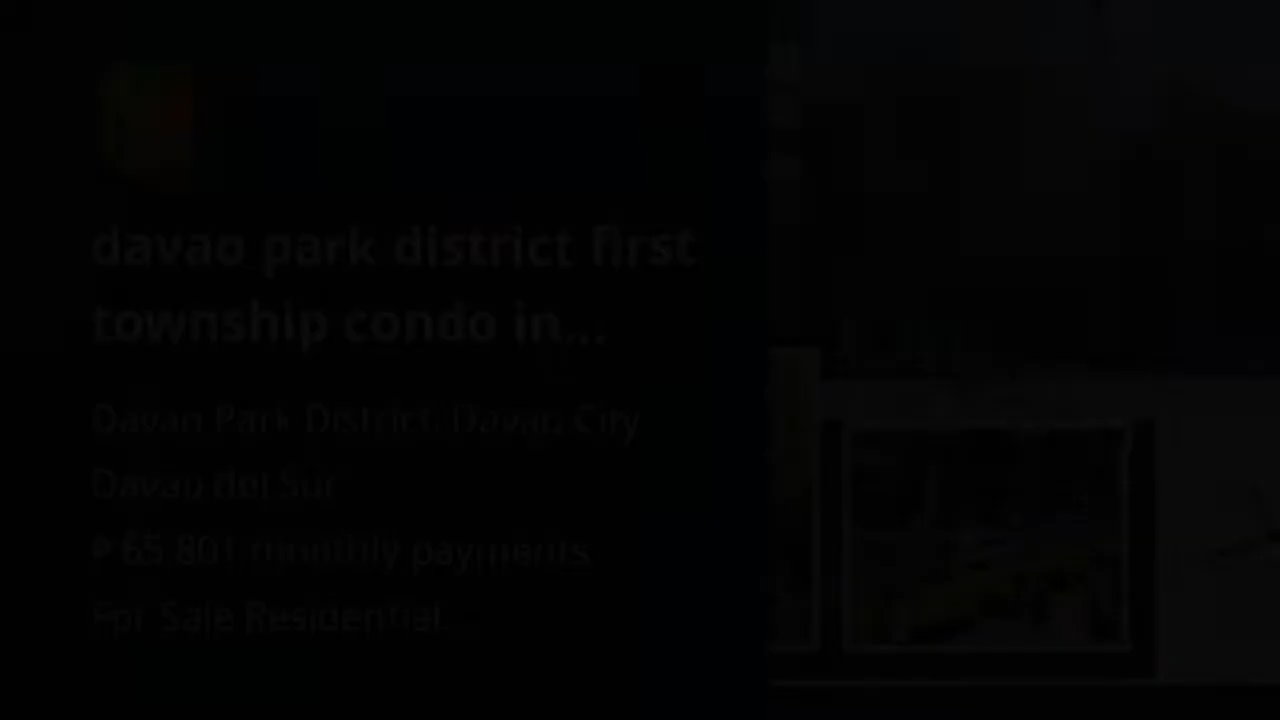 davao park district first
township condo in...
Davao Park District, Davao City
Davao del Sur
₱ 65,801 monthly payments
For Sale Residential